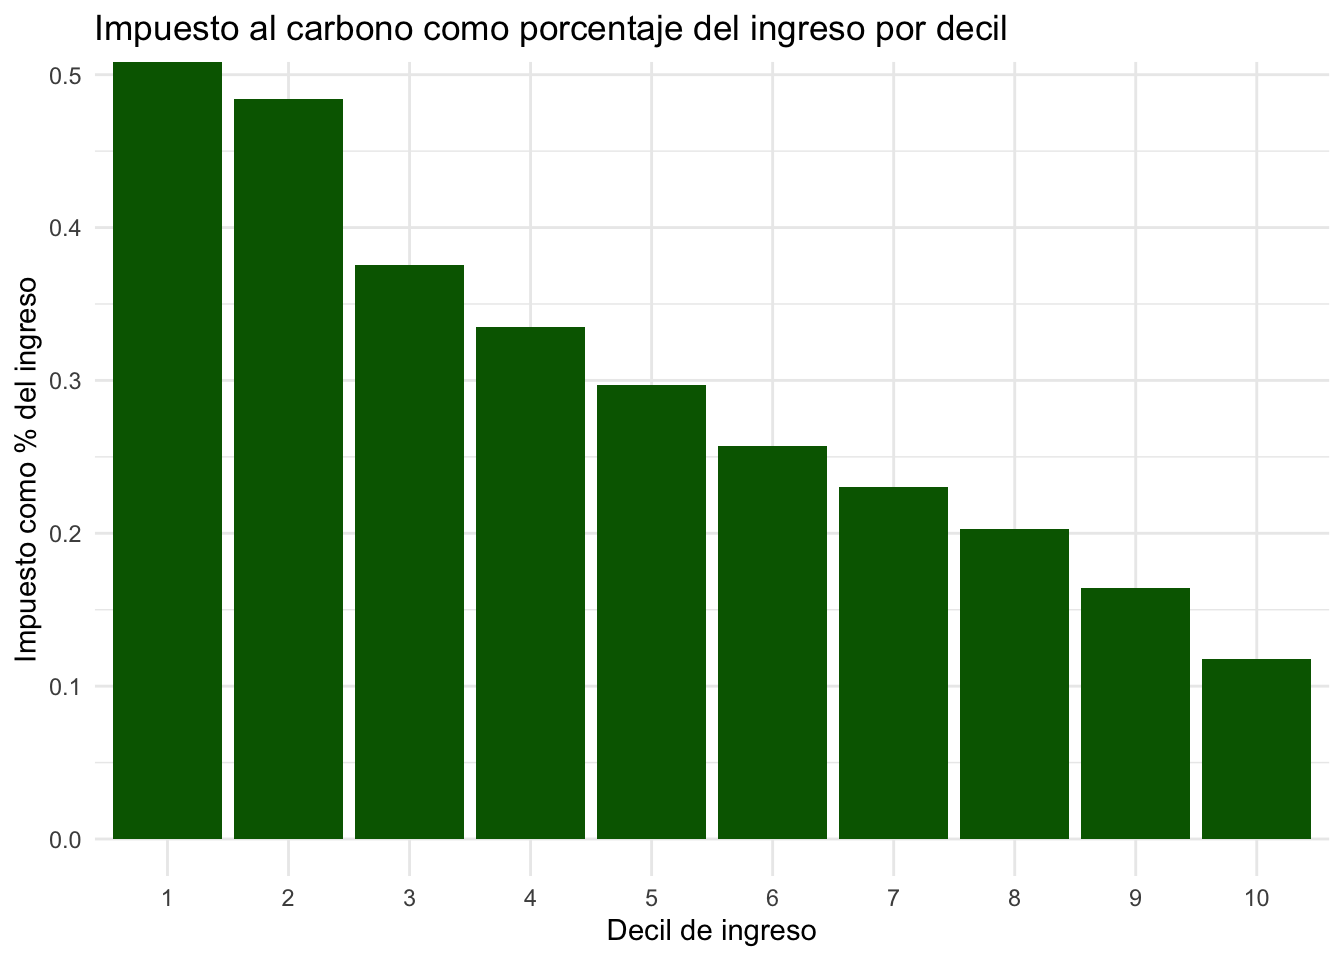 Impuesto al carbono como porcentaje del ingreso por decil
Impuesto como % del ingreso
0.5
0.4
0.3
0.2
0.1
0.0
1 2 3 4 5 6 7 8 9 10
Decil de ingreso